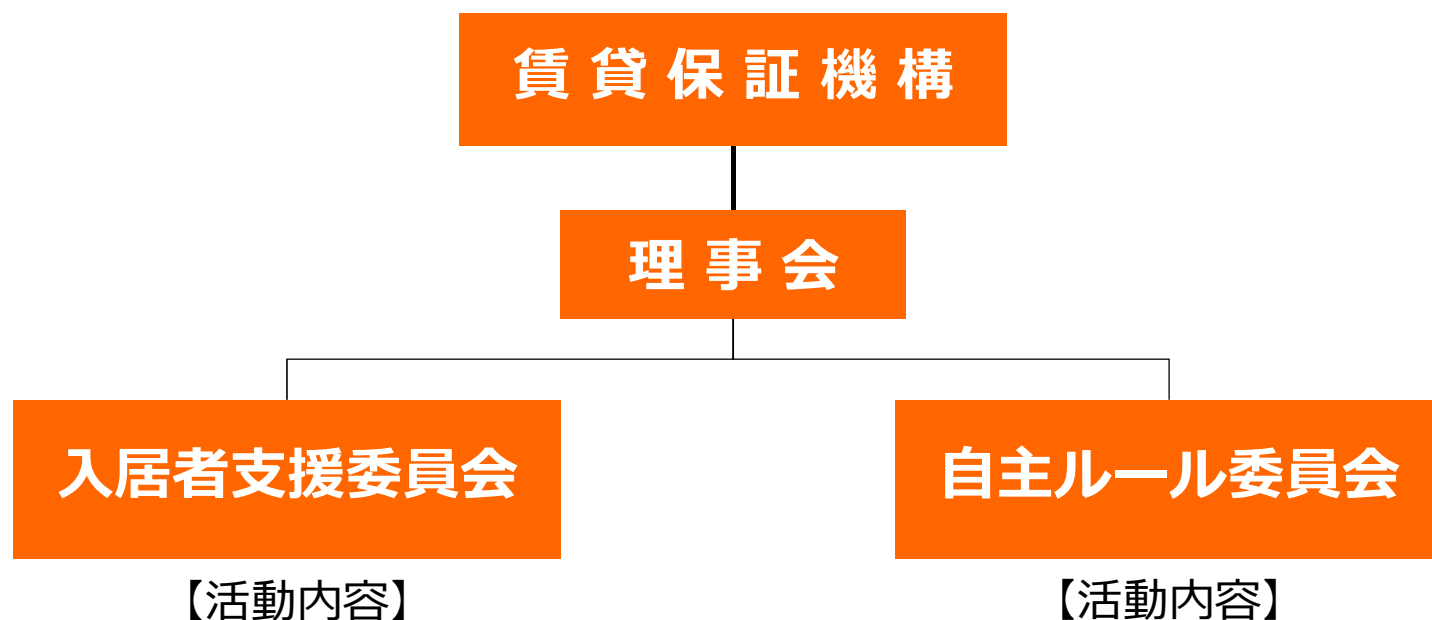 賃貸保証機構
理事会
入居者支援委員会
自主ルール委員会
【活動内容】
【活動内容】